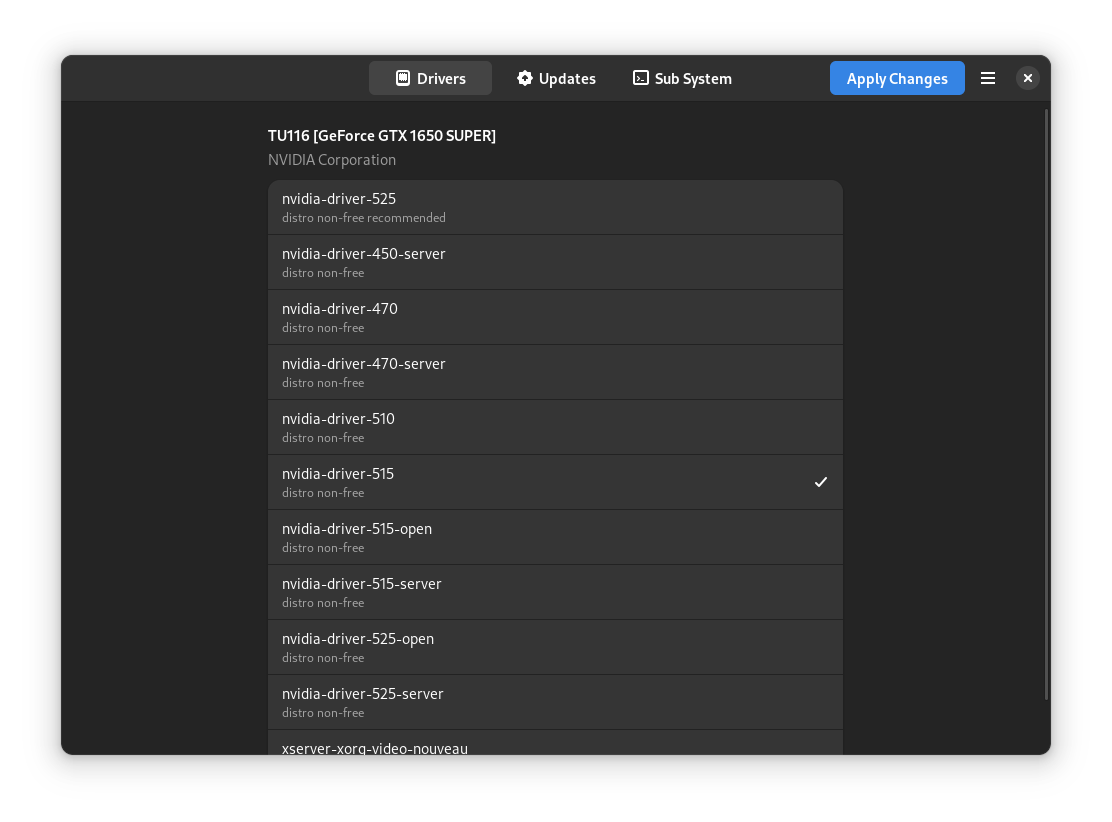 Drivers
Updates
Sub System
Apply Changes
TU116 [GeForce GTX 1650 SUPER]
NVIDIA Corporation
nvidia-driver-525
distro non-free recommended
nvidia-driver-450-server
distro non-free
nvidia-driver-470
distro non-free
nvidia-driver-470-server
distro non-free
nvidia-driver-510
distro non-free
nvidia-driver-515
distro non-free
nvidia-driver-515-open
distro non-free
nvidia-driver-515-server
distro non-free
nvidia-driver-525-open
distro non-free
nvidia-driver-525-server
distro non-free
xserver-xorg-video-nouveau